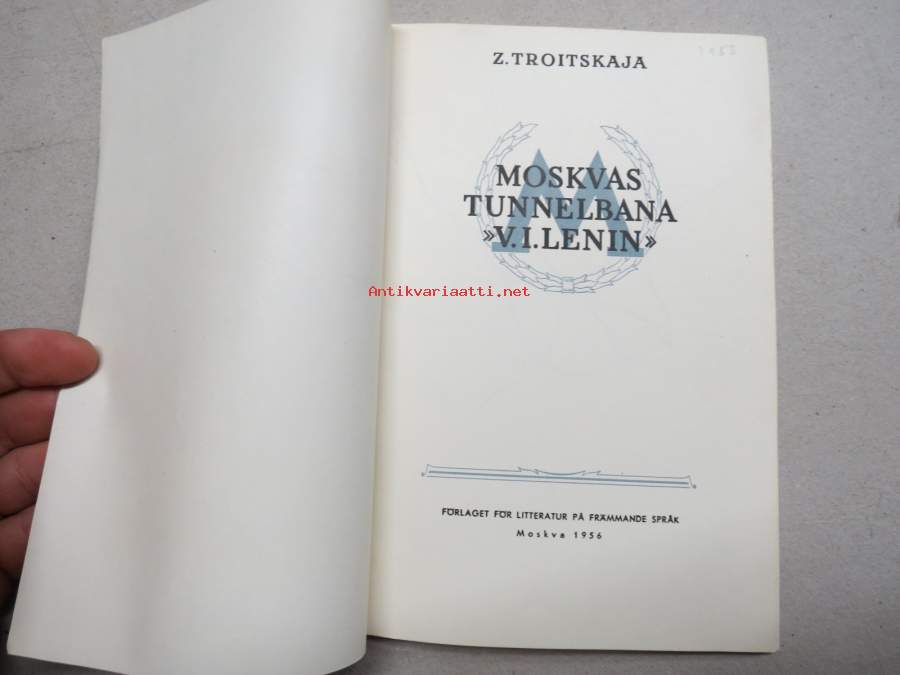 Z. TROITSKAJA
MOSKVAS
TUNNELBANA
»V. I. LENIN»
Antikvariaatti.net
FÖRLAGET FÖR LITTERATUR PÅ FRÄMMANDE SPRÅK
Moskva 1956